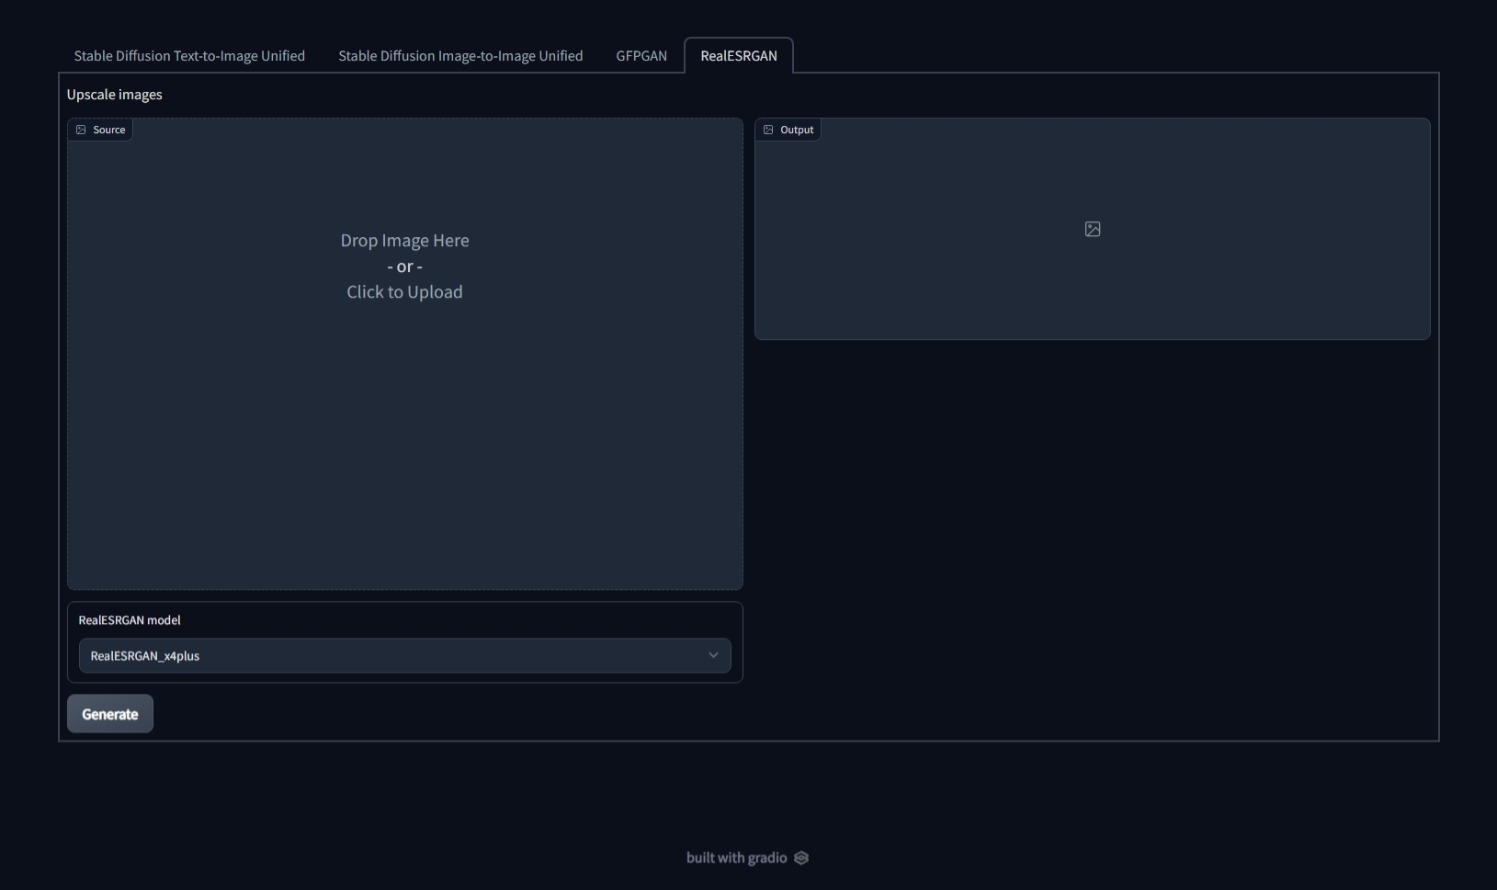 Stable Diffusion Text-to-Image Unified
Stable Diffusion Image-to-Image Unified
GFPGAN
RealESRGAN
Upscale images
Source
Drop Image Here
- or -
Click to Upload
Output
RealESRGAN model
RealESRGAN_x4plus
Generate
built with gradio